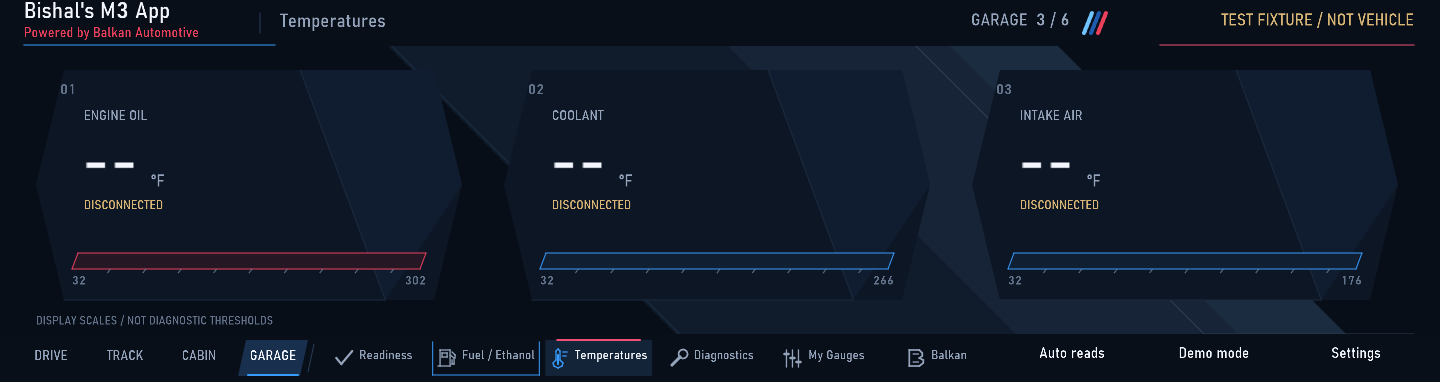 Bishal's M3 App
Powered by Balkan Automotive
Temperatures
GARAGE 3 / 6
TEST FIXTURE / NOT VEHICLE
01
ENGINE OIL
-- °F
DISCONNECTED
32 302
02
COOLANT
-- °F
DISCONNECTED
32 266
03
INTAKE AIR
-- °F
DISCONNECTED
32 176
DISPLAY SCALES / NOT DIAGNOSTIC THRESHOLDS
DRIVE TRACK CABIN GARAGE Readiness Fuel / Ethanol Temperatures Diagnostics My Gauges Balkan Auto reads Demo mode Settings